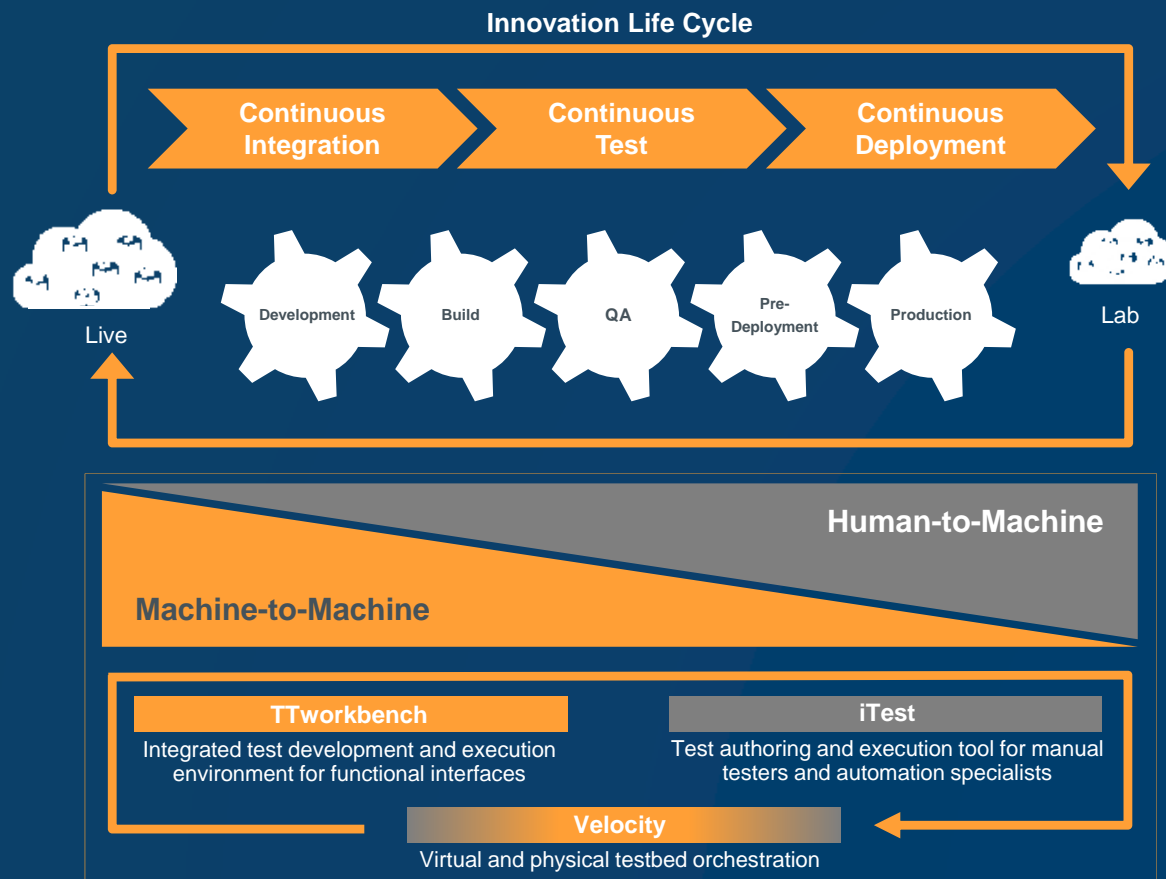 Innovation Life Cycle
Continuous
Integration
Continuous
Test
Continuous
Deployment
Live
Development
Build
QA
Pre-
Deployment
Production
Lab
Human-to-Machine
Machine-to-Machine
TTworkbench
Integrated test development and execution
environment for functional interfaces
iTest
Test authoring and execution tool for manual
testers and automation specialists
Velocity
Virtual and physical testbed orchestration